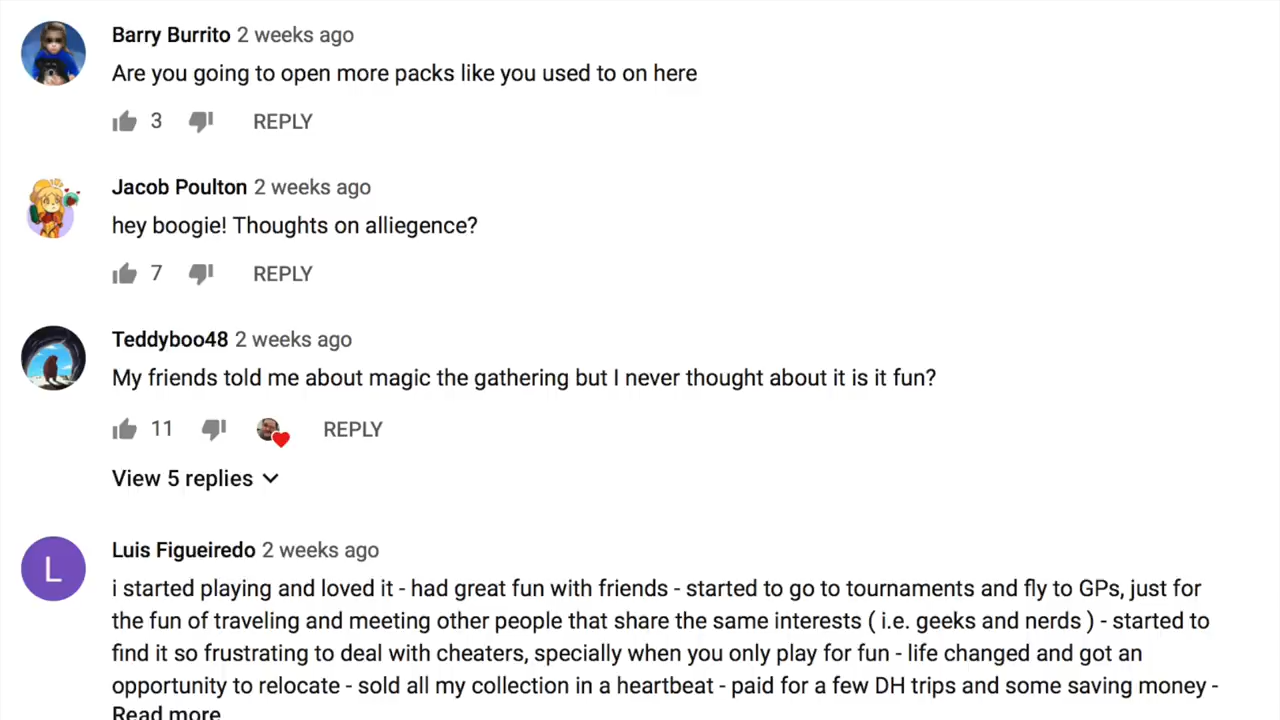 Barry Burrito 2 weeks ago
Are you going to open more packs like you used to on here
3 REPLY
Jacob Poulton 2 weeks ago
hey boogie! Thoughts on alliegence?
7 REPLY
Teddyboo48 2 weeks ago
My friends told me about magic the gathering but I never thought about it is it fun?
11 REPLY
View 5 replies
L
Luis Figueiredo 2 weeks ago
i started playing and loved it - had great fun with friends - started to go to tournaments and fly to GPs, just for
the fun of traveling and meeting other people that share the same interests ( i.e. geeks and nerds ) - started to
find it so frustrating to deal with cheaters, specially when you only play for fun - life changed and got an
opportunity to relocate - sold all my collection in a heartbeat - paid for a few DH trips and some saving money -
Read more